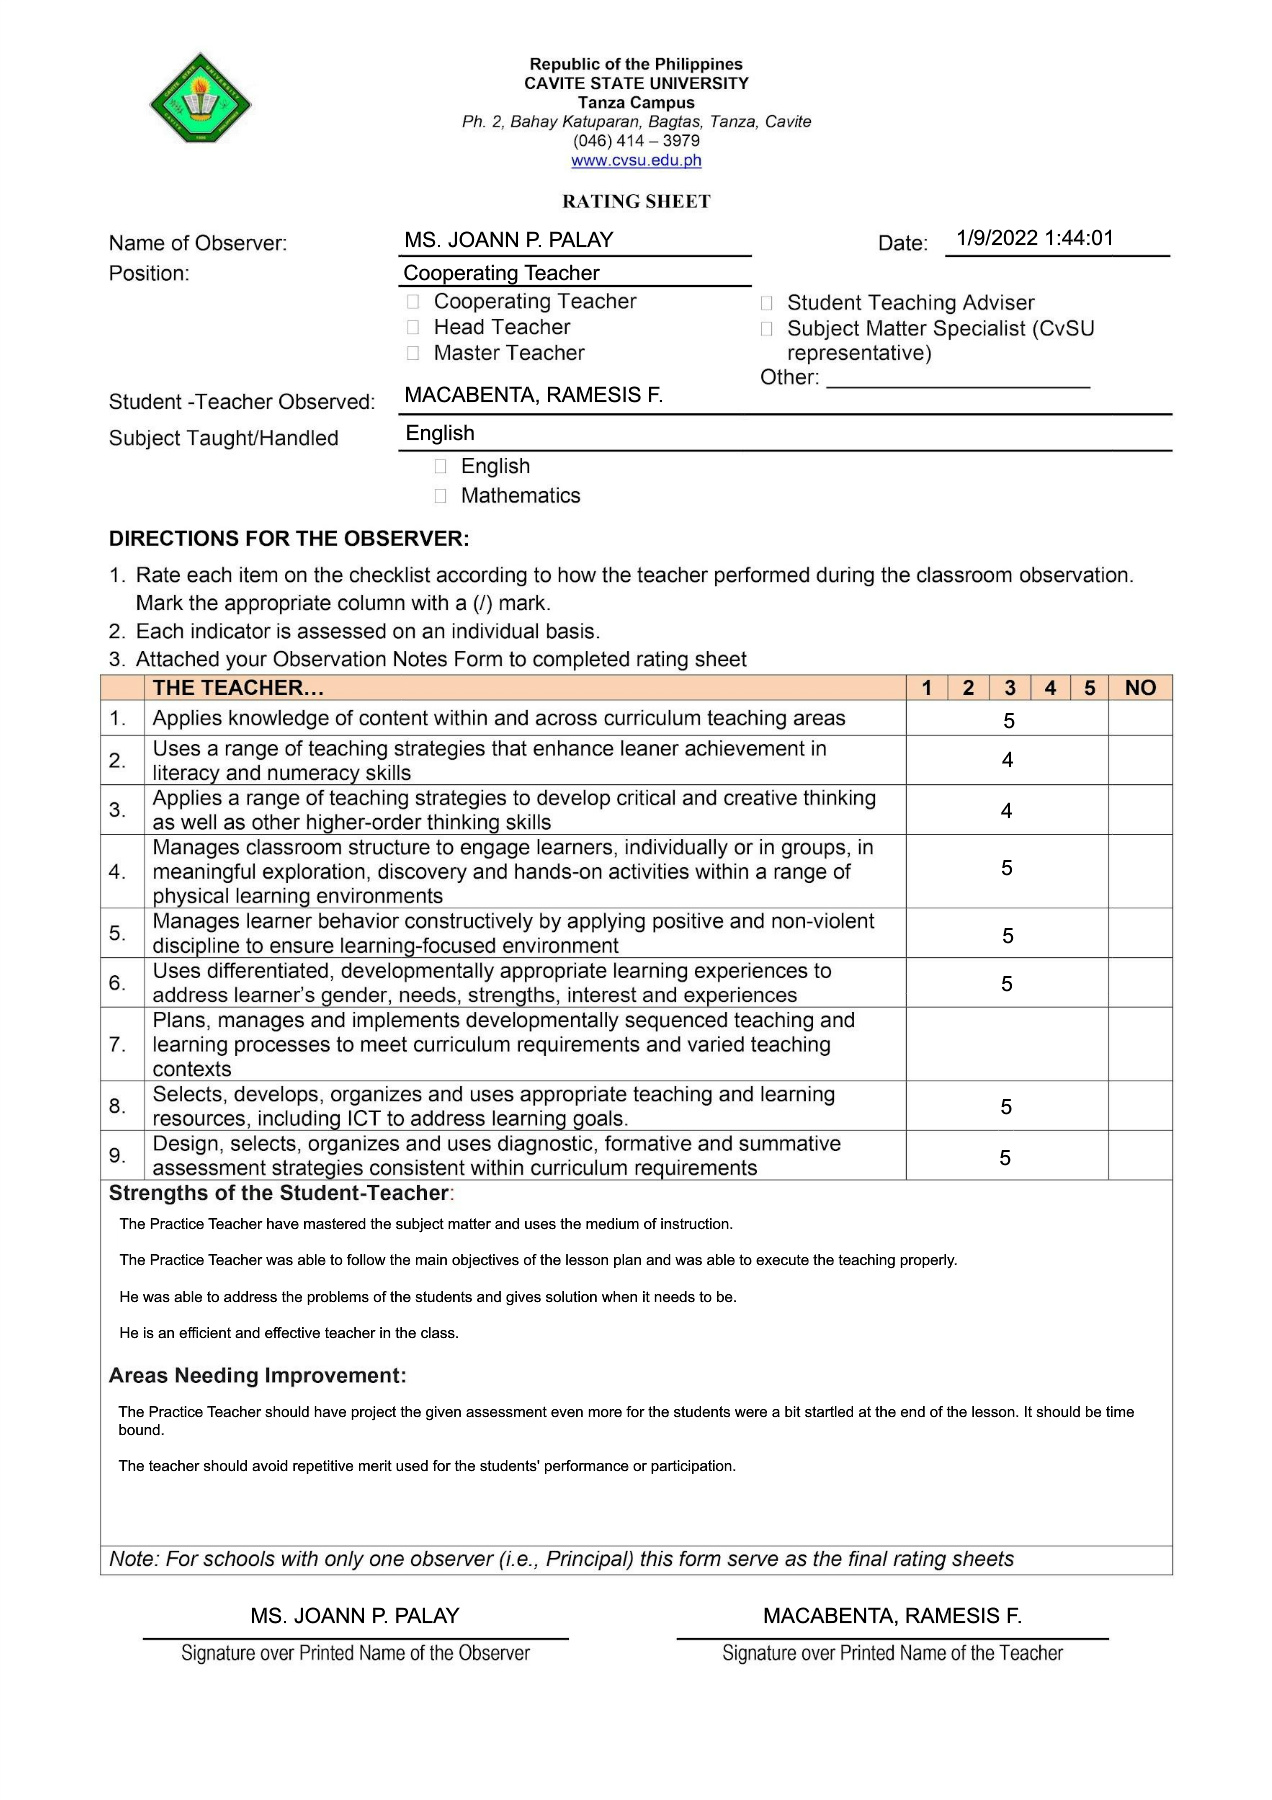 Republic of the Philippines
CAVITE STATE UNIVERSITY
Tanza Campus
Ph. 2, Bahay Katuparan, Bagtas, Tanza, Cavite
(046) 414 – 3979
www.cvsu.edu.ph
RATING SHEET
Name of Observer: MS. JOANN P. PALAY Date: 1/9/2022 1:44:01
Position: Cooperating Teacher
Cooperating Teacher Student Teaching Adviser
Head Teacher Subject Matter Specialist (CvSU
Master Teacher representative)
Other:
Student -Teacher Observed: MACABENTA, RAMESIS F.
Subject Taught/Handled English
English
Mathematics
DIRECTIONS FOR THE OBSERVER:
1. Rate each item on the checklist according to how the teacher performed during the classroom observation.
Mark the appropriate column with a (/) mark.
2. Each indicator is assessed on an individual basis.
3. Attached your Observation Notes Form to completed rating sheet
THE TEACHER… 1 2 3 4 5 NO
1. Applies knowledge of content within and across curriculum teaching areas 5
2. Uses a range of teaching strategies that enhance leaner achievement in
literacy and numeracy skills 4
3. Applies a range of teaching strategies to develop critical and creative thinking
as well as other higher-order thinking skills 4
4. Manages classroom structure to engage learners, individually or in groups, in
meaningful exploration, discovery and hands-on activities within a range of
physical learning environments 5
5. Manages learner behavior constructively by applying positive and non-violent
discipline to ensure learning-focused environment 5
6. Uses differentiated, developmentally appropriate learning experiences to
address learner’s gender, needs, strengths, interest and experiences 5
7. Plans, manages and implements developmentally sequenced teaching and
learning processes to meet curriculum requirements and varied teaching
contexts
8. Selects, develops, organizes and uses appropriate teaching and learning
resources, including ICT to address learning goals. 5
9. Design, selects, organizes and uses diagnostic, formative and summative
assessment strategies consistent within curriculum requirements 5
Strengths of the Student-Teacher:
The Practice Teacher have mastered the subject matter and uses the medium of instruction.
The Practice Teacher was able to follow the main objectives of the lesson plan and was able to execute the teaching properly.
He was able to address the problems of the students and gives solution when it needs to be.
He is an efficient and effective teacher in the class.
Areas Needing Improvement:
The Practice Teacher should have project the given assessment even more for the students were a bit startled at the end of the lesson. It should be time
bound.
The teacher should avoid repetitive merit used for the students' performance or participation.
Note: For schools with only one observer (i.e., Principal) this form serve as the final rating sheets
MS. JOANN P. PALAY MACABENTA, RAMESIS F.
Signature over Printed Name of the Observer Signature over Printed Name of the Teacher